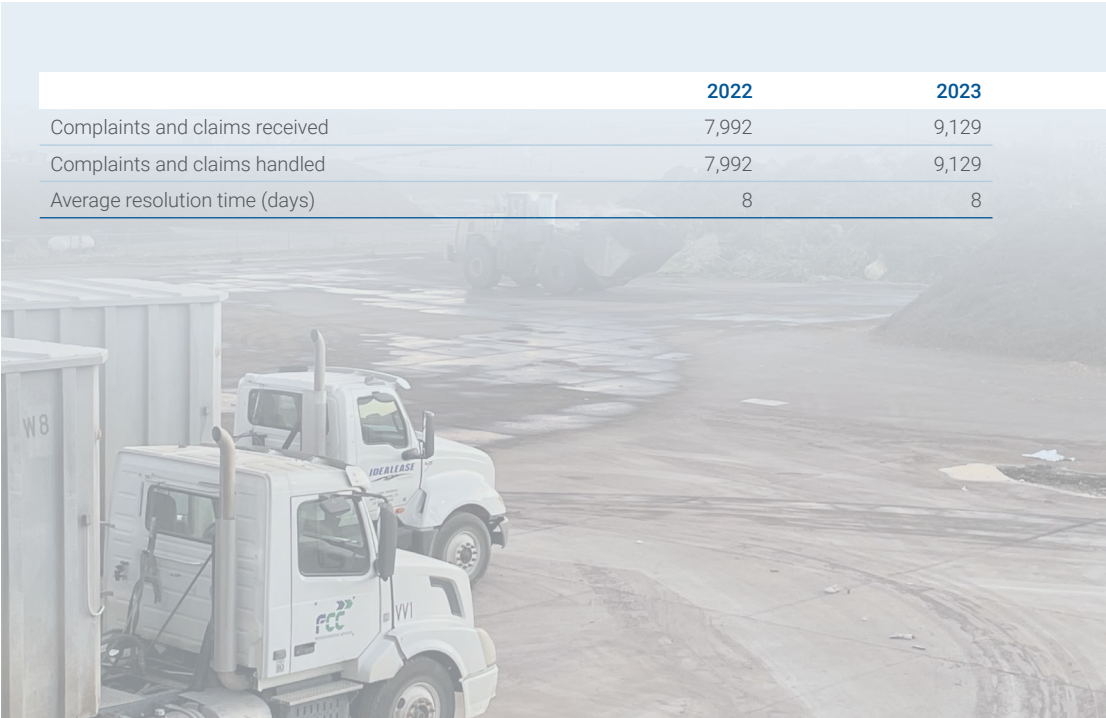 2022 2023
Complaints and claims received 7,992 9,129
Complaints and claims handled 7,992 9,129
Average resolution time (days) 8 8
W8
IDEALEASE
FCC
VV1